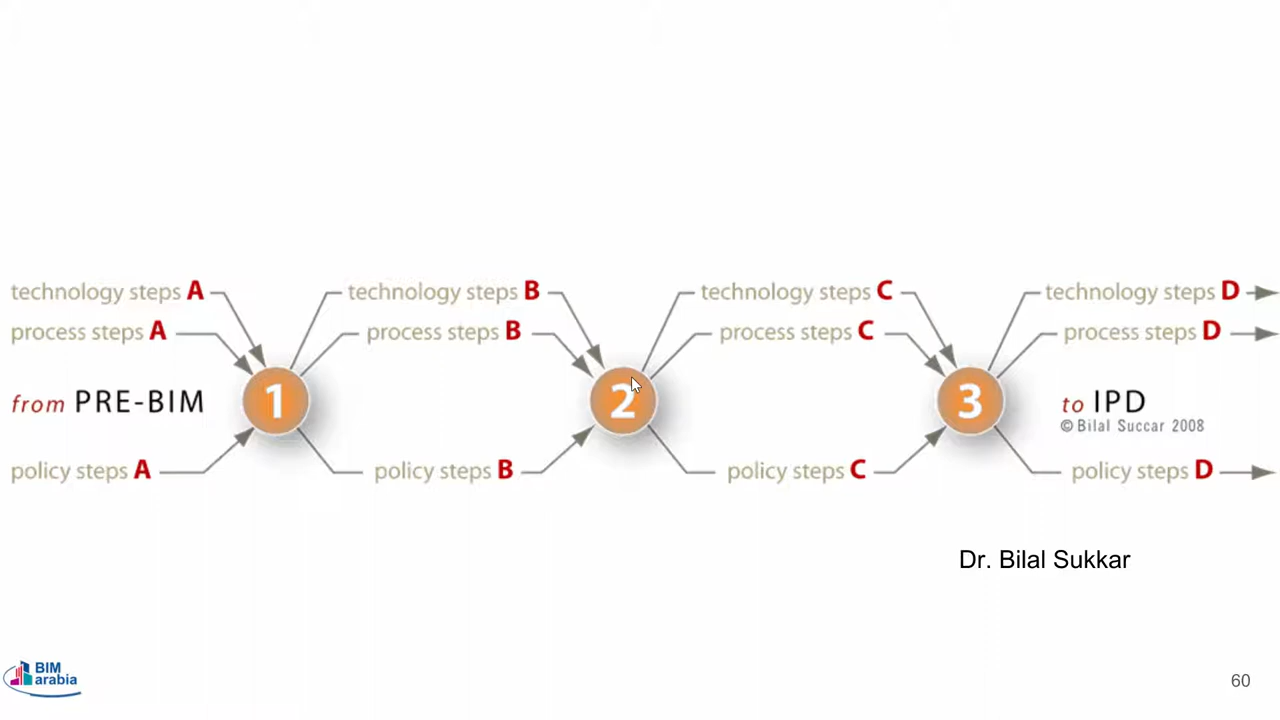 technology steps A technology steps B technology steps C technology steps D
process steps A process steps B process steps C process steps D
from PRE-BIM 1 2 3 to IPD
© Bilal Succar 2008
policy steps A policy steps B policy steps C policy steps D
Dr. Bilal Sukkar
BIM
arabia
60